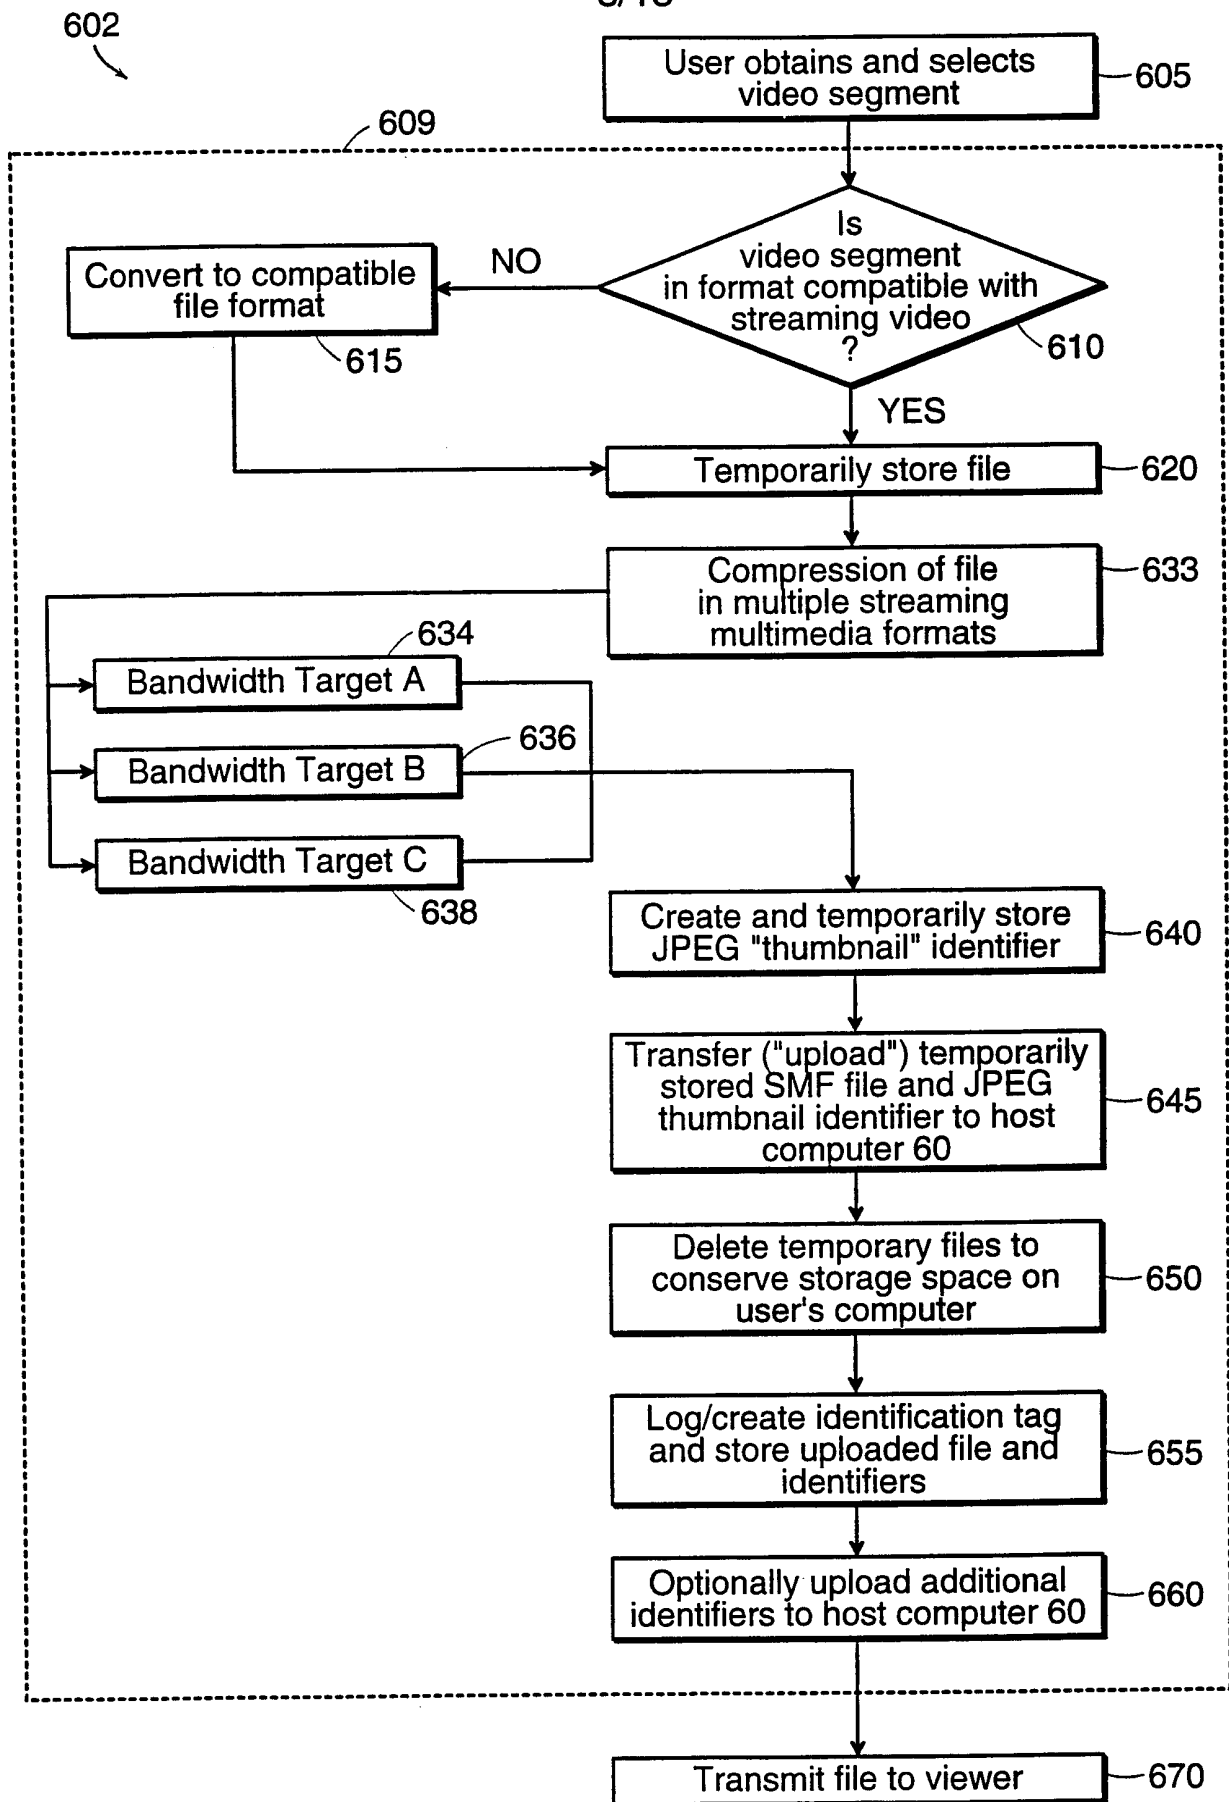 602
User obtains and selects
video segment
605
609
Is
video segment
in format compatible with
streaming video
?
610
NO
Convert to compatible
file format
615
YES
Temporarily store file
620
Compression of file
in multiple streaming
multimedia formats
633
634
Bandwidth Target A
636
Bandwidth Target B
Bandwidth Target C
638
Create and temporarily store
JPEG "thumbnail" identifier
640
Transfer ("upload") temporarily
stored SMF file and JPEG
thumbnail identifier to host
computer 60
645
Delete temporary files to
conserve storage space on
user's computer
650
Log/create identification tag
and store uploaded file and
identifiers
655
Optionally upload additional
identifiers to host computer 60
660
Transmit file to viewer
670